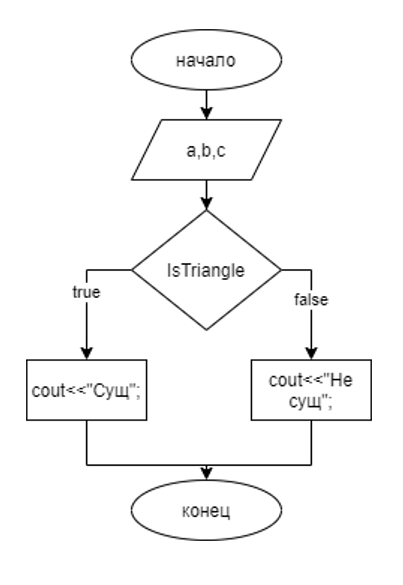 начало
a,b,c
IsTriangle
true
false
cout<<"Сущ";
cout<<"Не
сущ";
конец